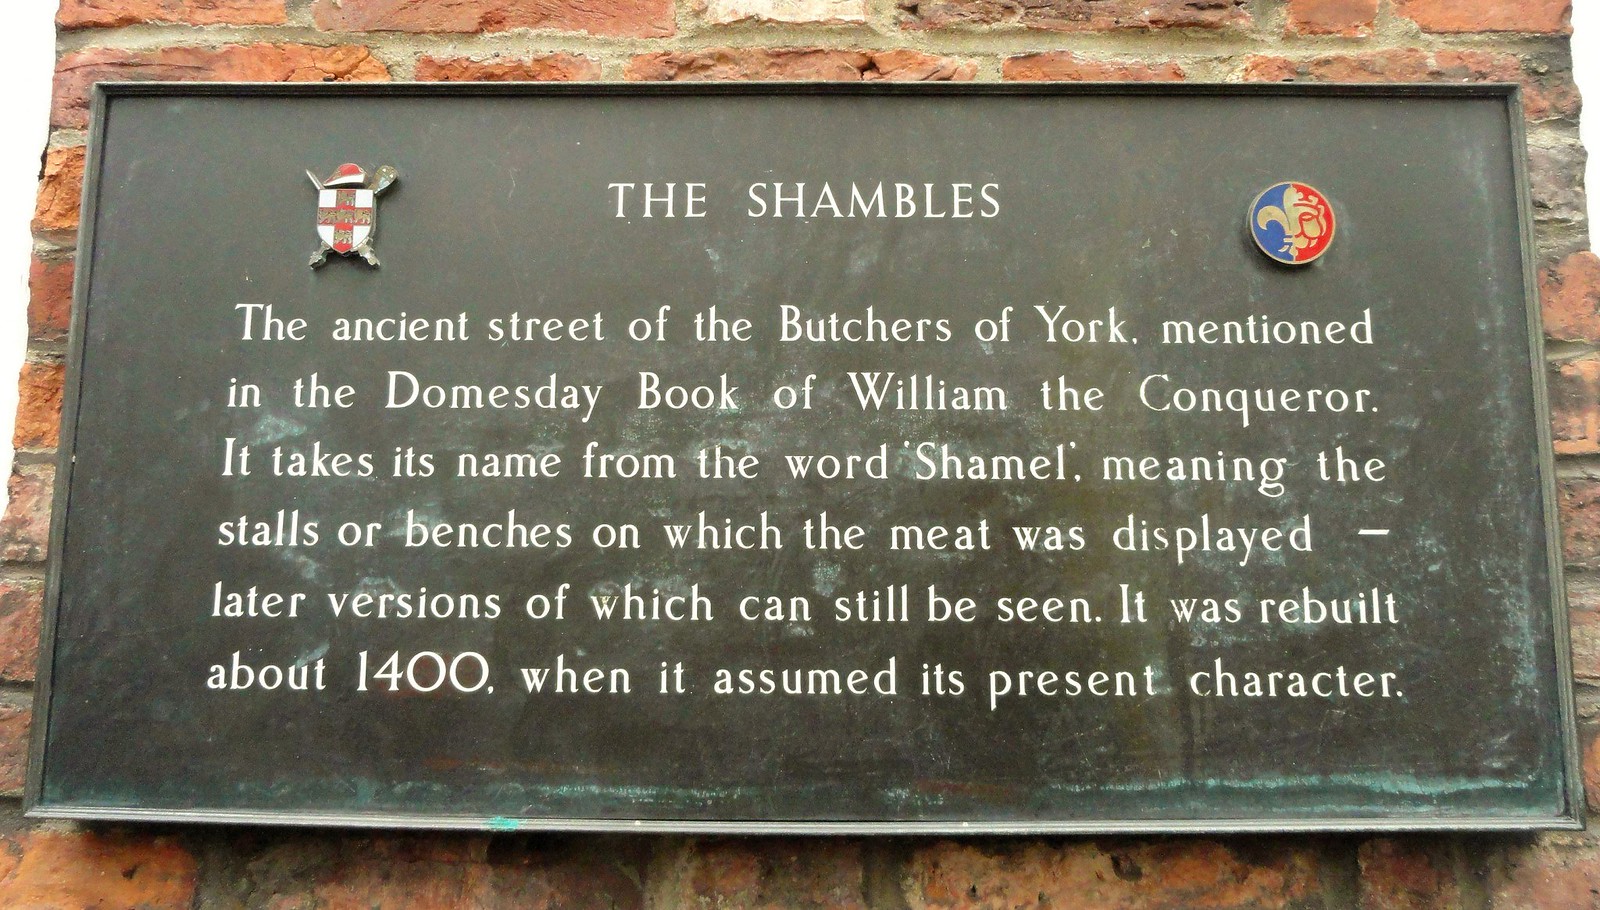 THE SHAMBLES
The ancient street of the Butchers of York, mentioned
in the Domesday Book of William the Conqueror.
It takes its name from the word 'Shamel', meaning the
stalls or benches on which the meat was displayed –
later versions of which can still be seen. It was rebuilt
about 1400, when it assumed its present character.